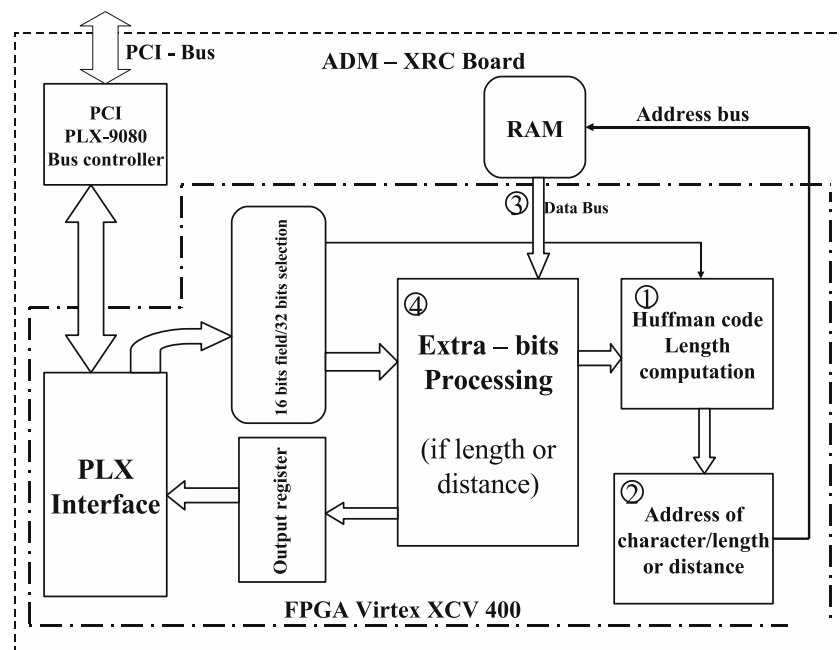 PCI - Bus
ADM – XRC Board
PCI
PLX-9080
Bus controller
RAM
Address bus
③
Data Bus
16 bits field/32 bits selection
④
Extra – bits
Processing
(if length or
distance)
①
Huffman code
Length
computation
PLX
Interface
Output register
②
Address of
character/length
or distance
FPGA Virtex XCV 400